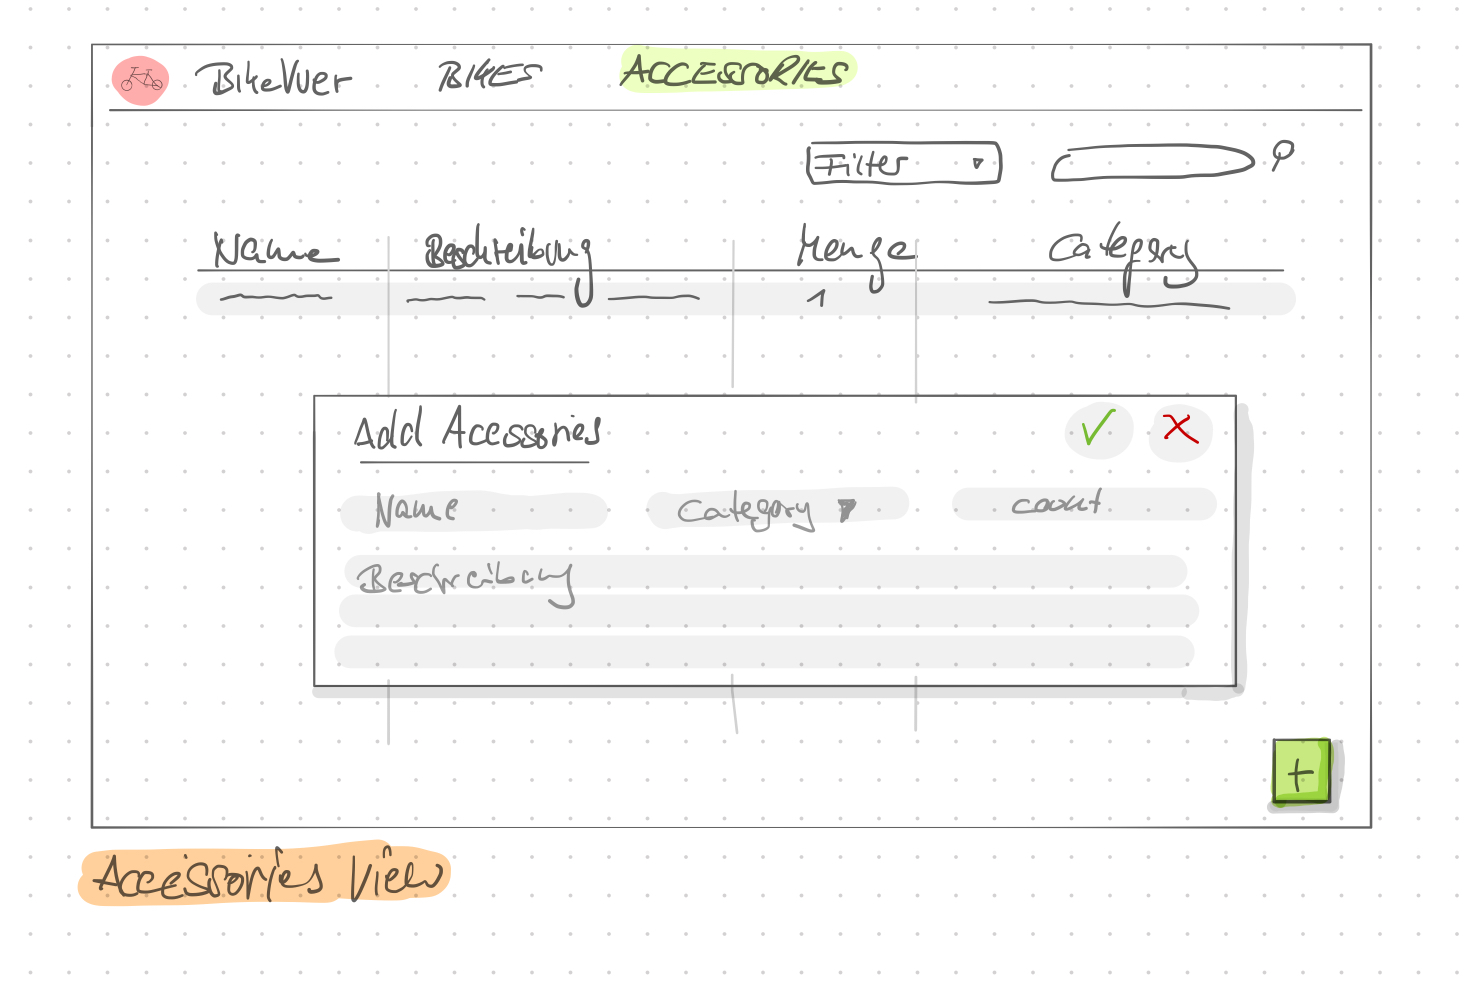 BikeVuer BIKES ACCESSORIES
Filter
Name Beschreibung Menge Category
1
Add Accessories
Name Category count
Beschreibung
+
Accessories View